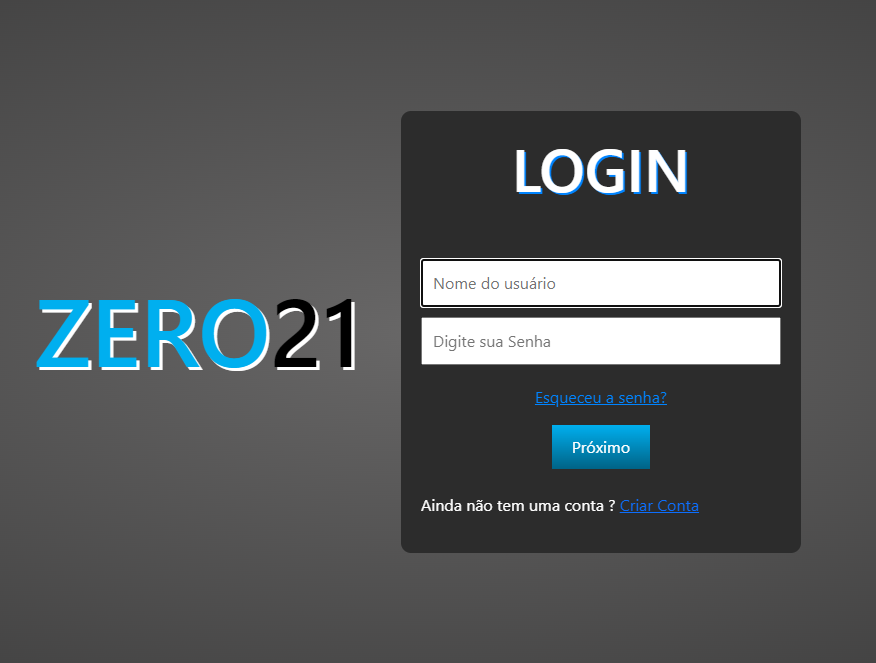 ZERO21
LOGIN
Nome do usuário
Digite sua Senha
Esqueceu a senha?
Próximo
Ainda não tem uma conta ? Criar Conta